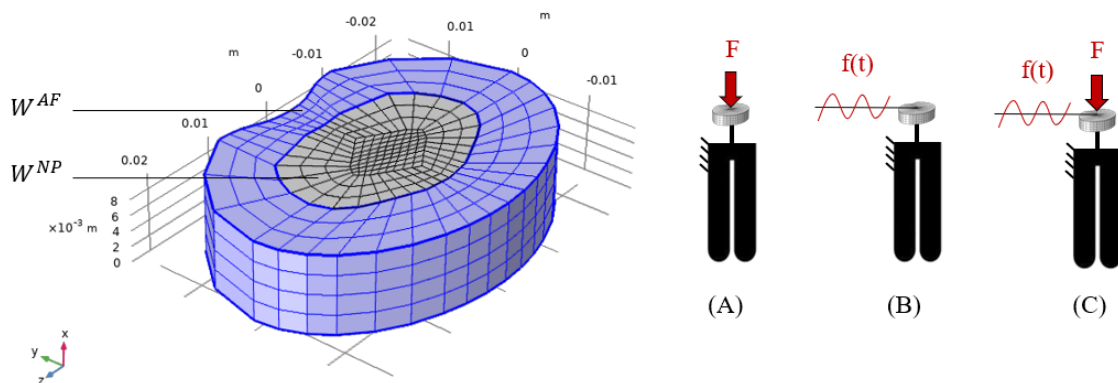 W^AF
W^NP
m
-0.02
-0.01
0
0.01
0.02
m
0.01
0
-0.01
8
6
4
2
0
×10⁻³ m
x
y
z
F
f(t)
f(t)
F
(A)
(B)
(C)